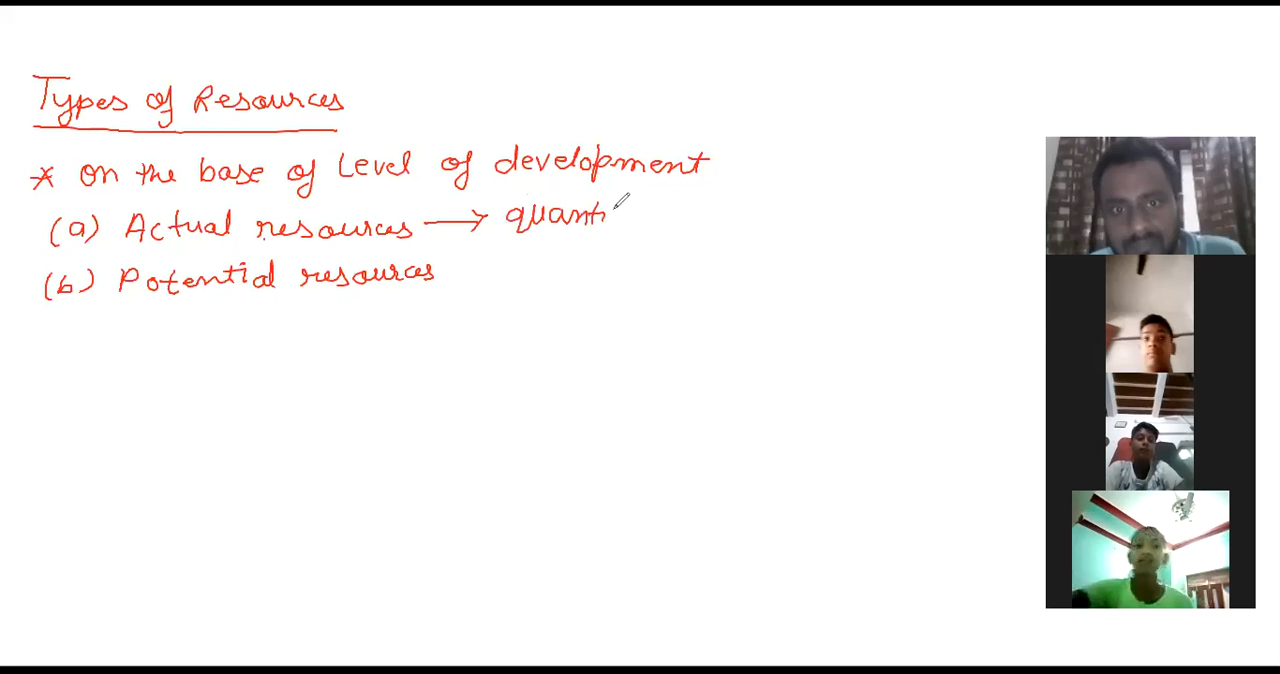 Types of Resources
* on the base of Level of development
(a) Actual resources → quanti
(b) Potential resources